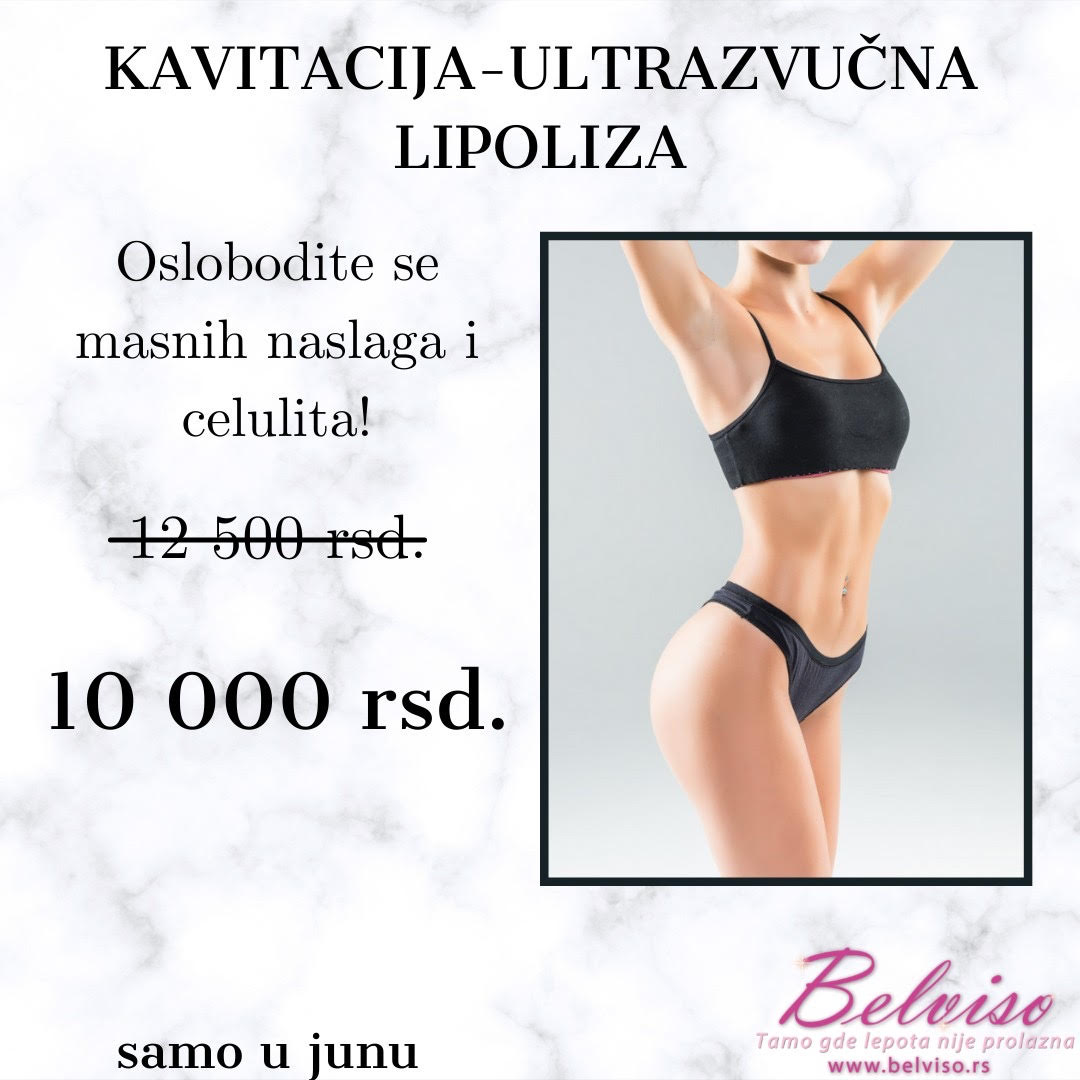 KAVITACIJA-ULTRAZVUČNA
LIPOLIZA
Oslobodite se
masnih naslaga i
celulita!
12 500 rsd.
10 000 rsd.
samo u junu
Belviso
Tamo gde lepota nije prolazna
www.belviso.rs